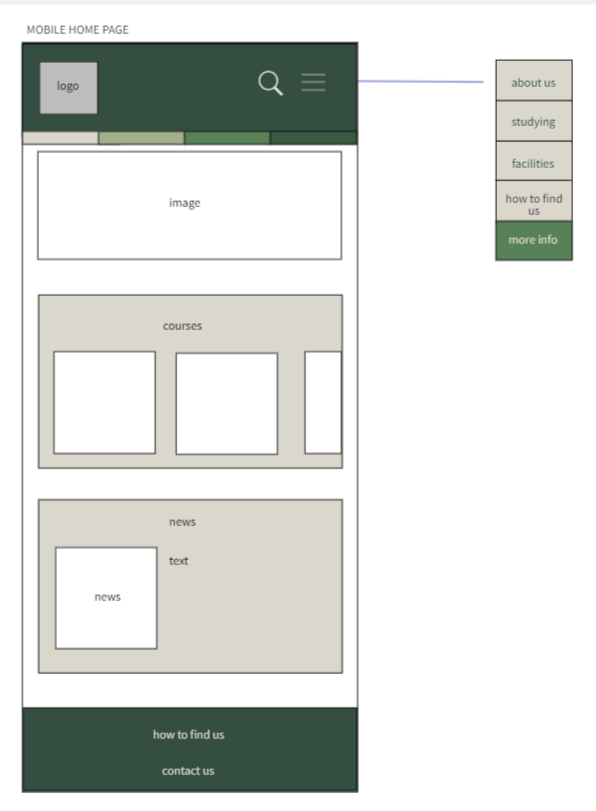 MOBILE HOME PAGE
logo
about us
studying
facilities
how to find
us
more info
image
courses
news
text
news
how to find us
contact us